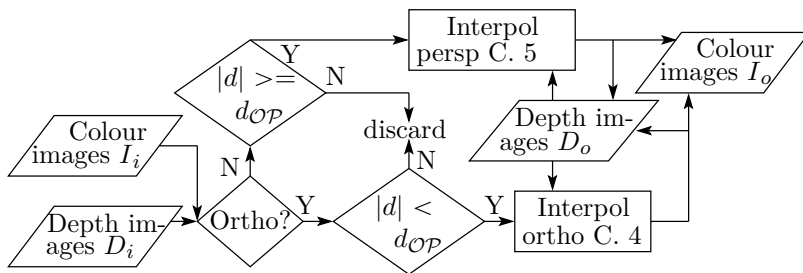 Interpol
persp C. 5
Y
Colour
images I_o
|d| >=
d_𝒪𝒫
N
Colour
images I_i
discard
Depth im-
ages D_o
N
N
Ortho?
Y
|d| <
d_𝒪𝒫
Y
Interpol
ortho C. 4
Depth im-
ages D_i